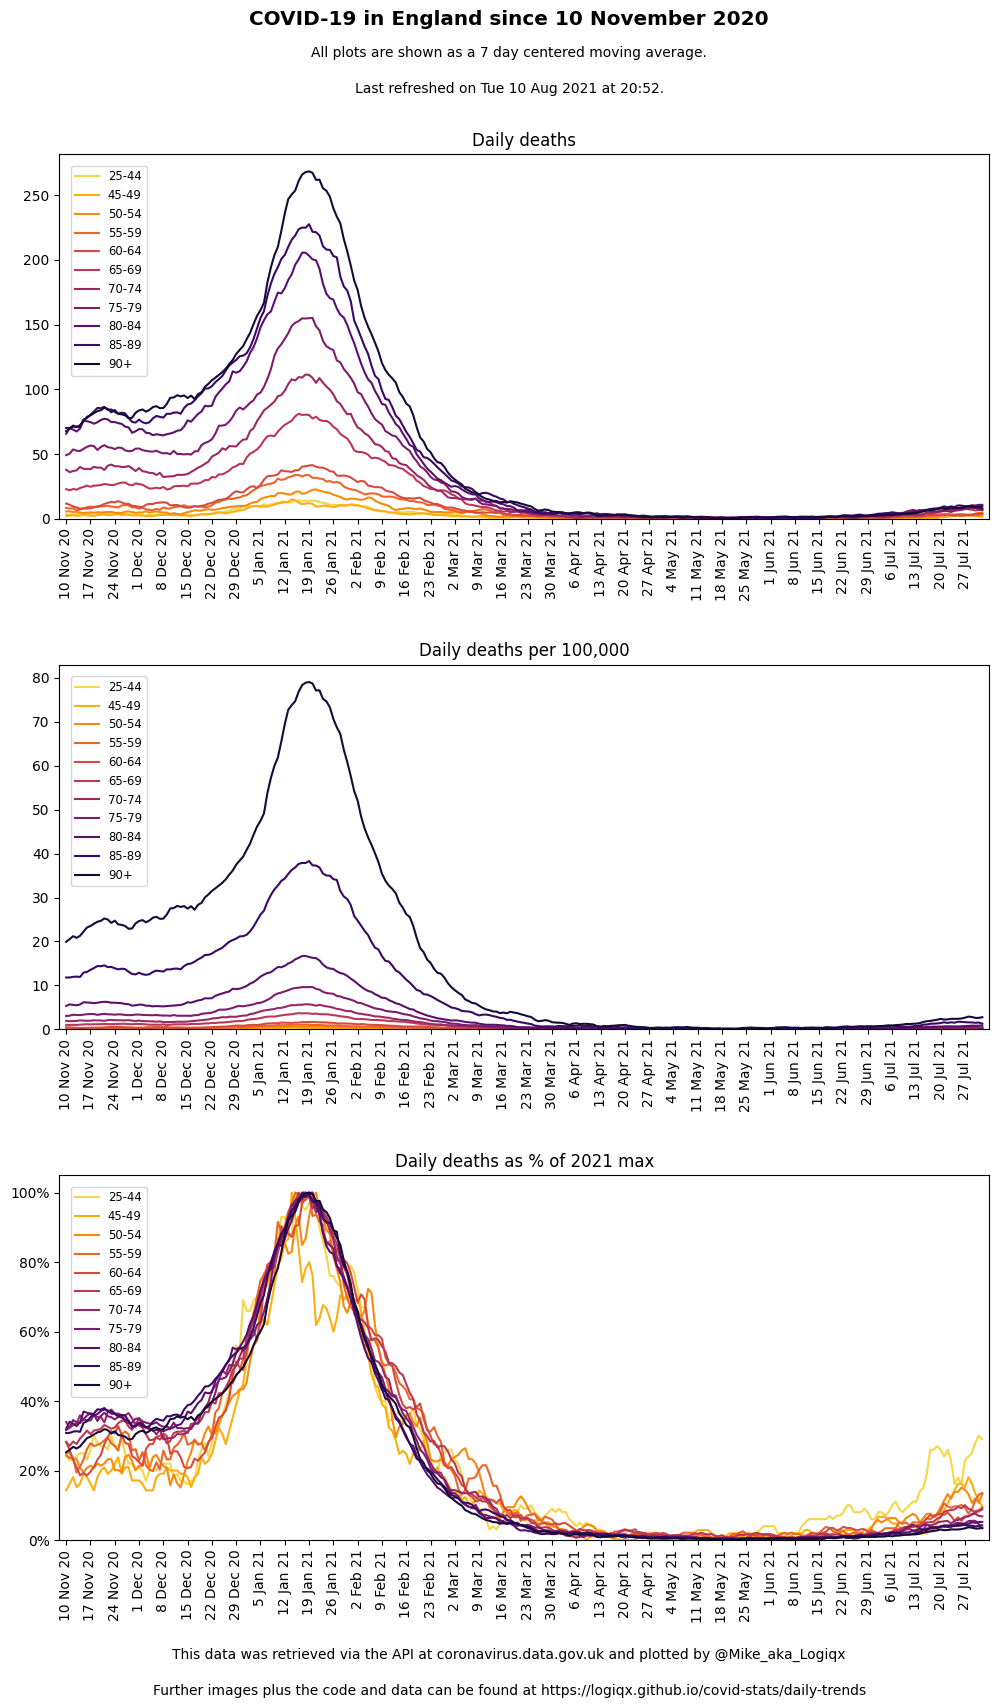 COVID-19 in England since 10 November 2020
All plots are shown as a 7 day centered moving average.
Last refreshed on Tue 10 Aug 2021 at 20:52.
Daily deaths
250
200
150
100
50
0
25-44
45-49
50-54
55-59
60-64
65-69
70-74
75-79
80-84
85-89
90+
10 Nov 20
17 Nov 20
24 Nov 20
1 Dec 20
8 Dec 20
15 Dec 20
22 Dec 20
29 Dec 20
5 Jan 21
12 Jan 21
19 Jan 21
26 Jan 21
2 Feb 21
9 Feb 21
16 Feb 21
23 Feb 21
2 Mar 21
9 Mar 21
16 Mar 21
23 Mar 21
30 Mar 21
6 Apr 21
13 Apr 21
20 Apr 21
27 Apr 21
4 May 21
11 May 21
18 May 21
25 May 21
1 Jun 21
8 Jun 21
15 Jun 21
22 Jun 21
29 Jun 21
6 Jul 21
13 Jul 21
20 Jul 21
27 Jul 21
Daily deaths per 100,000
80
70
60
50
40
30
20
10
0
25-44
45-49
50-54
55-59
60-64
65-69
70-74
75-79
80-84
85-89
90+
10 Nov 20
17 Nov 20
24 Nov 20
1 Dec 20
8 Dec 20
15 Dec 20
22 Dec 20
29 Dec 20
5 Jan 21
12 Jan 21
19 Jan 21
26 Jan 21
2 Feb 21
9 Feb 21
16 Feb 21
23 Feb 21
2 Mar 21
9 Mar 21
16 Mar 21
23 Mar 21
30 Mar 21
6 Apr 21
13 Apr 21
20 Apr 21
27 Apr 21
4 May 21
11 May 21
18 May 21
25 May 21
1 Jun 21
8 Jun 21
15 Jun 21
22 Jun 21
29 Jun 21
6 Jul 21
13 Jul 21
20 Jul 21
27 Jul 21
Daily deaths as % of 2021 max
100%
80%
60%
40%
20%
0%
25-44
45-49
50-54
55-59
60-64
65-69
70-74
75-79
80-84
85-89
90+
10 Nov 20
17 Nov 20
24 Nov 20
1 Dec 20
8 Dec 20
15 Dec 20
22 Dec 20
29 Dec 20
5 Jan 21
12 Jan 21
19 Jan 21
26 Jan 21
2 Feb 21
9 Feb 21
16 Feb 21
23 Feb 21
2 Mar 21
9 Mar 21
16 Mar 21
23 Mar 21
30 Mar 21
6 Apr 21
13 Apr 21
20 Apr 21
27 Apr 21
4 May 21
11 May 21
18 May 21
25 May 21
1 Jun 21
8 Jun 21
15 Jun 21
22 Jun 21
29 Jun 21
6 Jul 21
13 Jul 21
20 Jul 21
27 Jul 21
This data was retrieved via the API at coronavirus.data.gov.uk and plotted by @Mike_aka_Logiqx
Further images plus the code and data can be found at https://logiqx.github.io/covid-stats/daily-trends